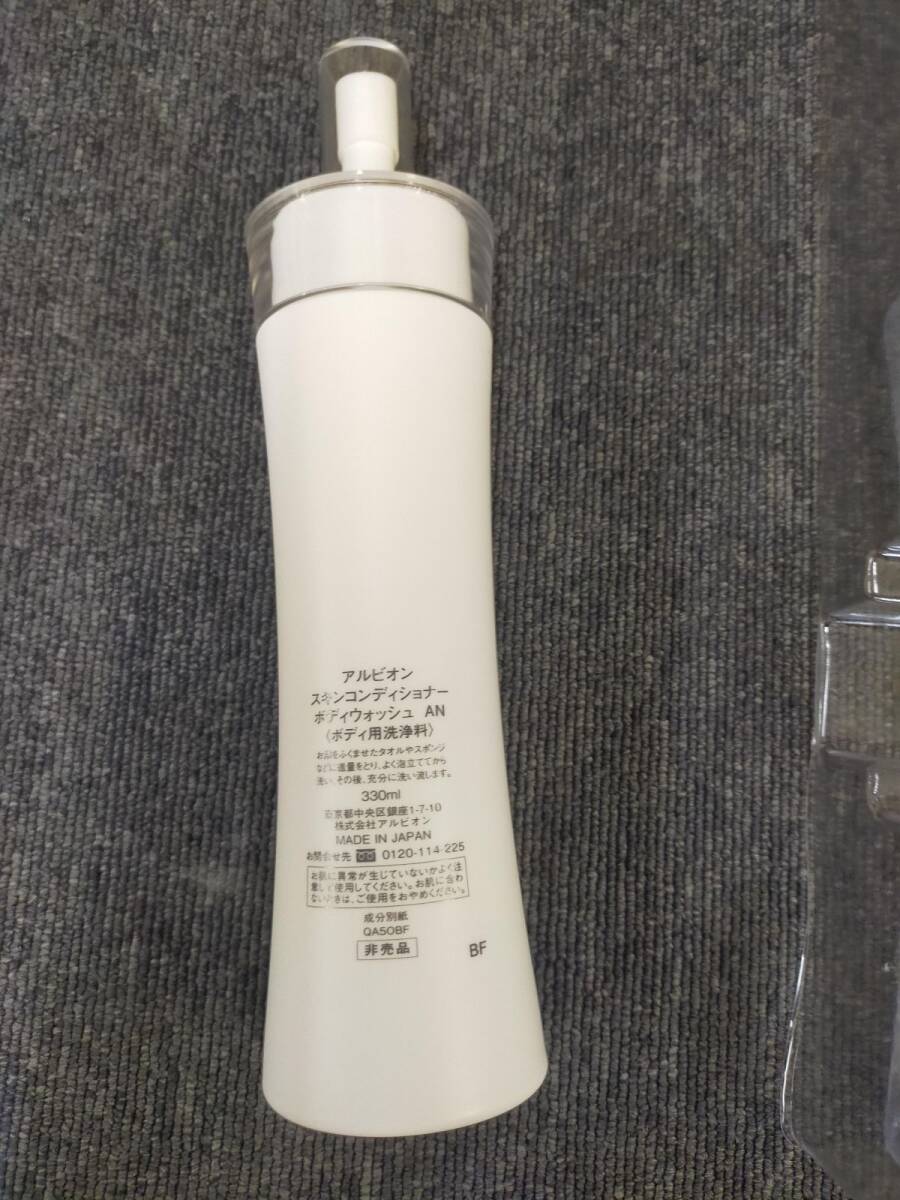 アルビオン
スキンコンディショナー
ボディウォッシュ AN
〈ボディ用洗浄料〉
お湯をふくませたタオルやスポンジ
などに適量をとり、よく泡立ててから
洗い、その後、充分に洗い流します。
330ml
東京都中央区銀座1-7-10
株式会社アルビオン
MADE IN JAPAN
お問合せ先 0120-114-225
お肌に異常が生じていないかよく注
意して使用してください。お肌に合わ
ないときは、ご使用をおやめください。
成分別紙
QA50BF
非売品
BF